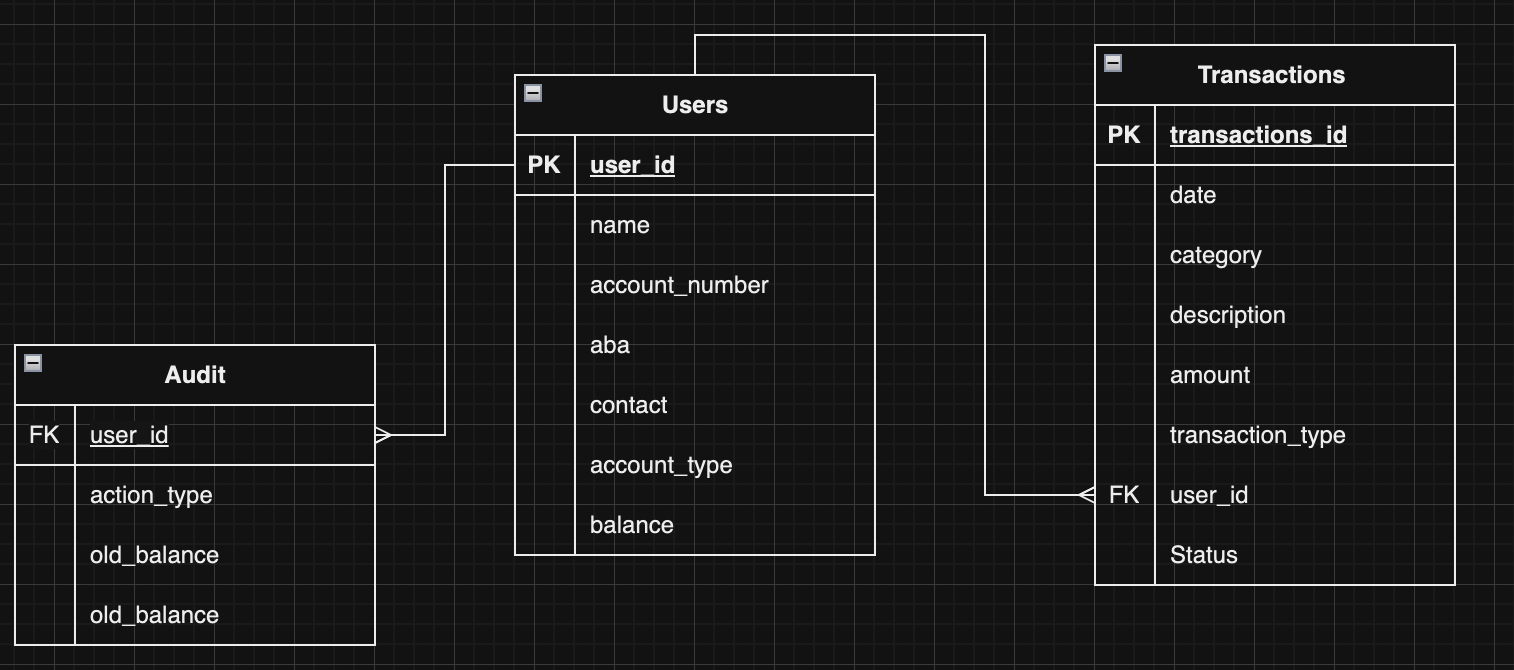 Users
PK user_id
name
account_number
aba
contact
account_type
balance
Transactions
PK transactions_id
date
category
description
amount
transaction_type
FK user_id
Status
Audit
FK user_id
action_type
old_balance
old_balance